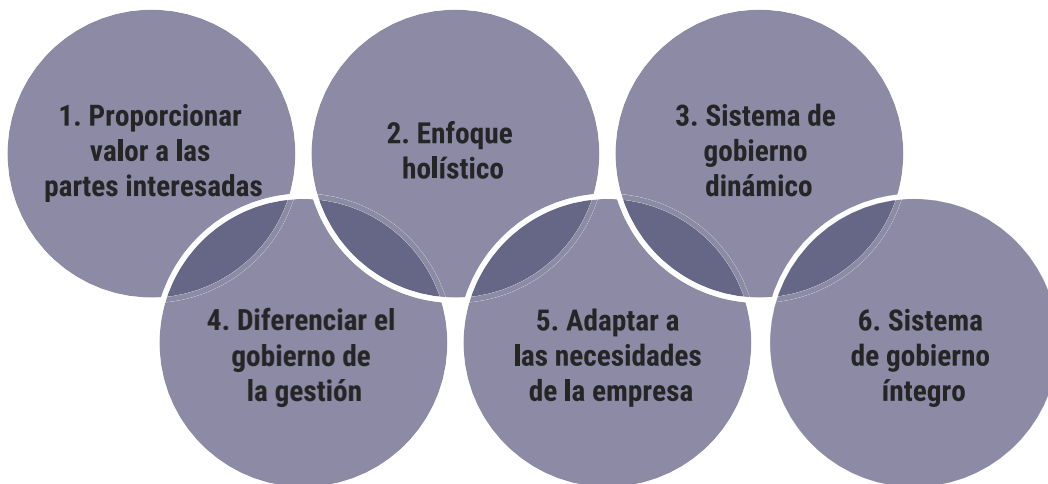 1. Proporcionar
valor a las
partes interesadas
2. Enfoque
holístico
3. Sistema de
gobierno
dinámico
4. Diferenciar el
gobierno de
la gestión
5. Adaptar a
las necesidades
de la empresa
6. Sistema
de gobierno
íntegro